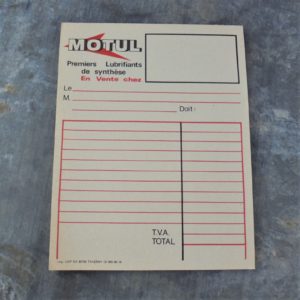 MOTUL
Premiers Lubrifiants
de synthèse
En Vente chez
Le
M.
Doit:
T.V.A.
TOTAL